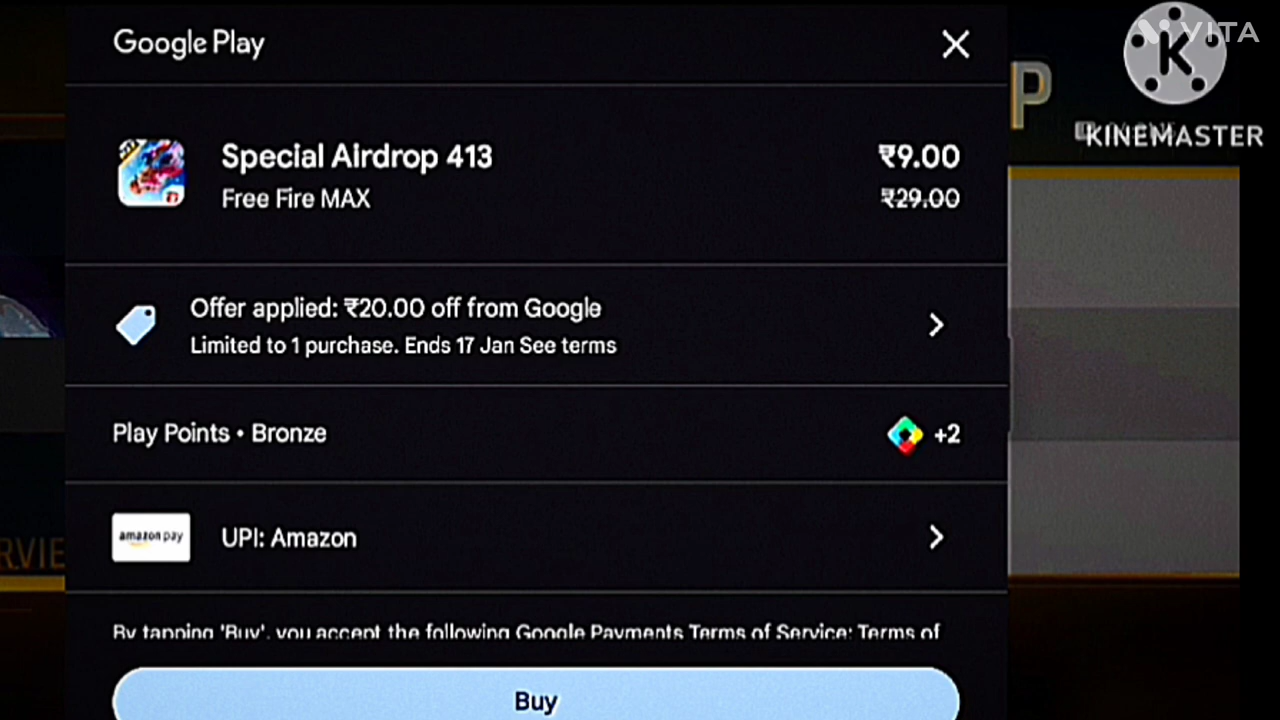 Google Play
Special Airdrop 413
₹9.00
Free Fire MAX
₹29.00
Offer applied: ₹20.00 off from Google
Limited to 1 purchase. Ends 17 Jan See terms
Play Points • Bronze
+2
amazon pay
UPI: Amazon
By tapping 'Buy', you accept the following Google Payments Terms of Service: Terms of
Buy
P
K
VITA
KINEMASTER
RVIE